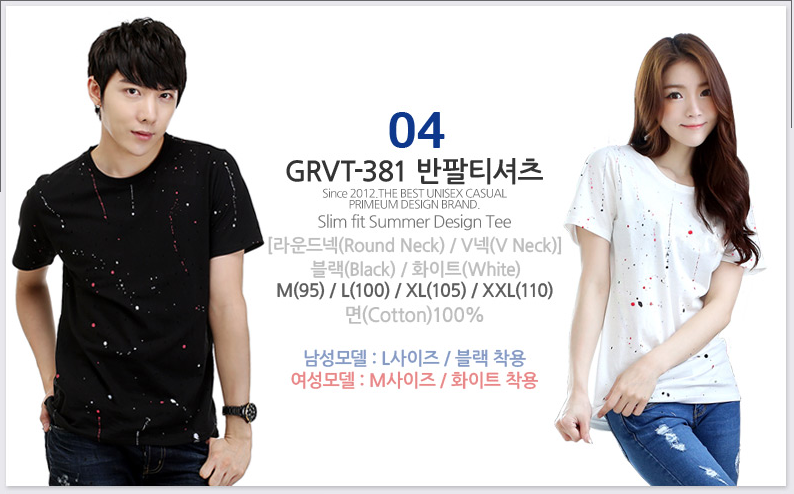 04
GRVT-381 반팔티셔츠
Since 2012.THE BEST UNISEX CASUAL
PRIMEUM DESIGN BRAND.
Slim fit Summer Design Tee
[라운드넥(Round Neck) / V넥(V Neck)]
블랙(Black) / 화이트(White)
M(95) / L(100) / XL(105) / XXL(110)
면(Cotton)100%
남성모델 : L사이즈 / 블랙 착용
여성모델 : M사이즈 / 화이트 착용